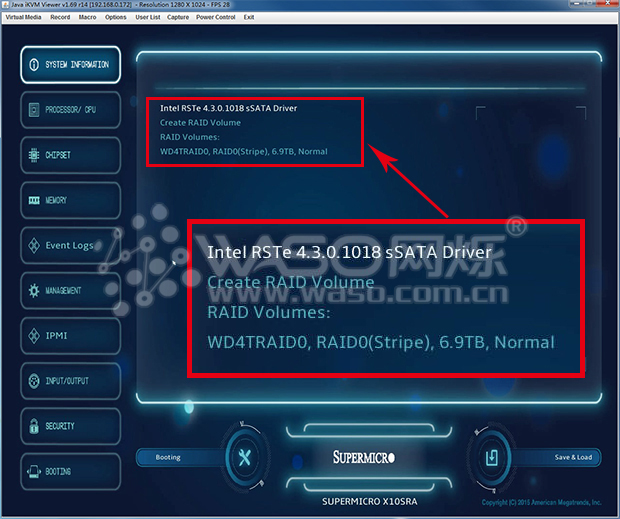 Java iKVM Viewer v1.69 r14 [192.168.0.172] - Resolution 1280 X 1024 - FPS 28
Virtual Media Record Macro Options User List Capture Power Control Exit
SYSTEM INFORMATION
PROCESSOR/ CPU
CHIPSET
MEMORY
Event Logs
MANAGEMENT
IPMI
INPUT/OUTPUT
SECURITY
BOOTING
Intel RSTe 4.3.0.1018 sSATA Driver
Create RAID Volume
RAID Volumes:
WD4TRAID0, RAID0(Stripe), 6.9TB, Normal
Intel RSTe 4.3.0.1018 sSATA Driver
Create RAID Volume
RAID Volumes:
WD4TRAID0, RAID0(Stripe), 6.9TB, Normal
WASO网烁®
www.waso.com.cn
Booting
SUPERMICRO
Save & Load
SUPERMICRO X10SRA
Copyright (C) 2015 American Megatrends, Inc.